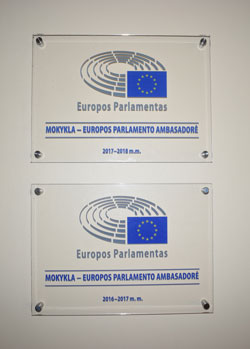 Europos Parlamentas
MOKYKLA – EUROPOS PARLAMENTO AMBASADORĖ
2017–2018 m.m.
Europos Parlamentas
MOKYKLA – EUROPOS PARLAMENTO AMBASADORĖ
2016–2017 m. m.